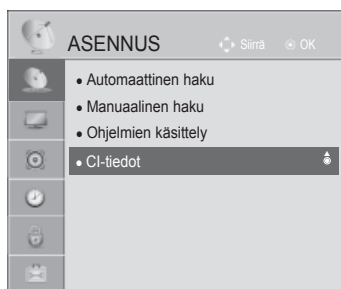 ASENNUS Siirrä OK
• Automaattinen haku
• Manuaalinen haku
• Ohjelmien käsittely
• CI-tiedot